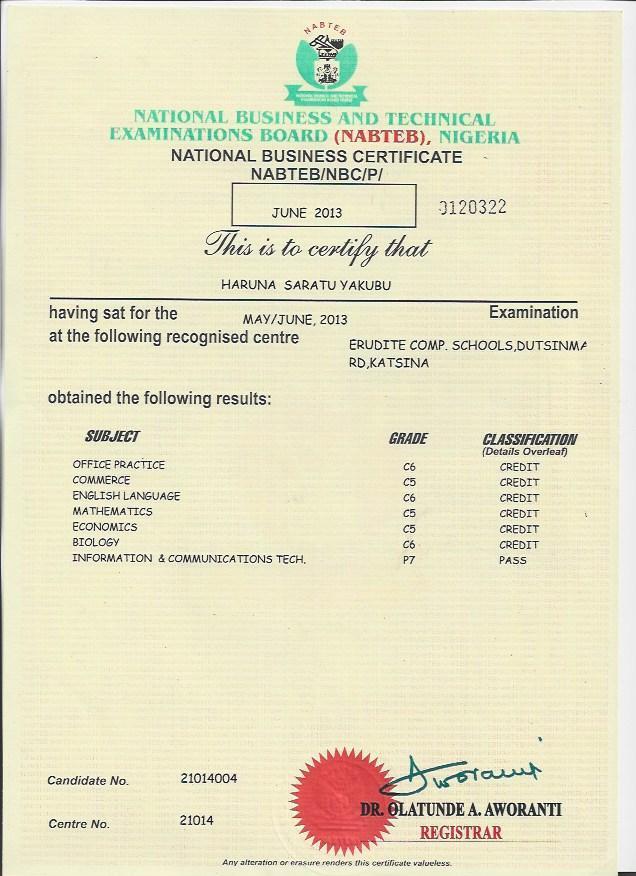 NABTEB
NATIONAL BUSINESS AND TECHNICAL
EXAMINATIONS BOARD (NABTEB), NIGERIA
NATIONAL BUSINESS CERTIFICATE
NABTEB/NBC/P/
JUNE 2013
0120322
This is to certify that
HARUNA SARATU YAKUBU
having sat for the MAY/JUNE, 2013 Examination
at the following recognised centre ERUDITE COMP. SCHOOLS,DUTSINMA
RD,KATSINA
obtained the following results:
SUBJECT GRADE CLASSIFICATION
(Details Overleaf)
OFFICE PRACTICE C6 CREDIT
COMMERCE C5 CREDIT
ENGLISH LANGUAGE C6 CREDIT
MATHEMATICS C5 CREDIT
ECONOMICS C5 CREDIT
BIOLOGY C6 CREDIT
INFORMATION & COMMUNICATIONS TECH. P7 PASS
Candidate No. 21014004
Aworanti
Centre No. 21014
DR. OLATUNDE A. AWORANTI
REGISTRAR
Any alteration or erasure renders this certificate valueless.